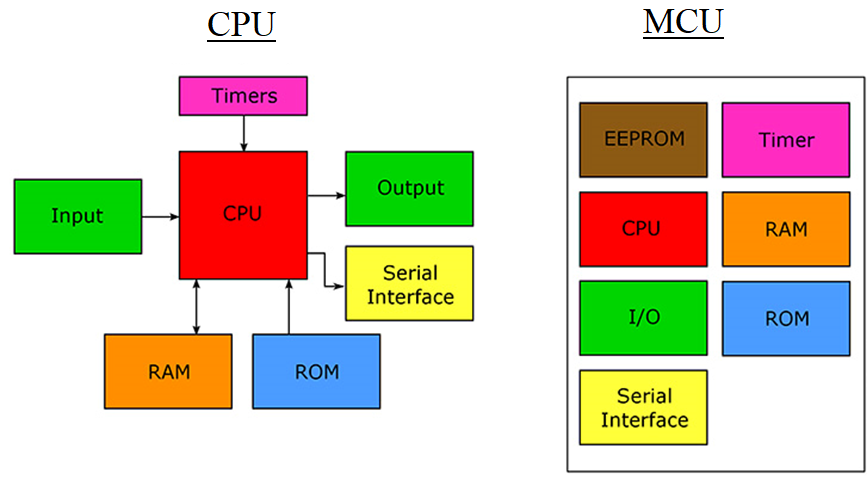 CPU
MCU
Timers
Input
CPU
Output
Serial
Interface
RAM
ROM
EEPROM
Timer
CPU
RAM
I/O
ROM
Serial
Interface